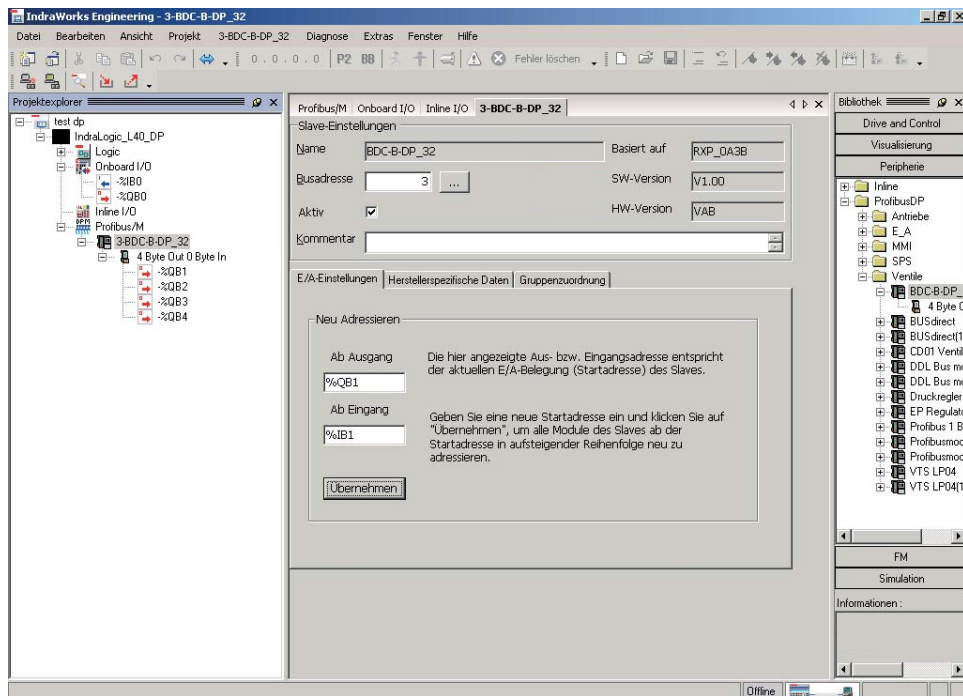 IndraWorks Engineering - 3-BDC-B-DP_32
Datei Bearbeiten Ansicht Projekt 3-BDC-B-DP_32 Diagnose Extras Fenster Hilfe
0 . 0 . 0 . 0 P2 BB Fehler löschen
Projektexplorer
test dp
IndraLogic_L40_DP
Logic
Onboard I/O
-%IB0
-%QB0
Inline I/O
Profibus/M
3-BDC-B-DP_32
4 Byte Out 0 Byte In
-%QB1
-%QB2
-%QB3
-%QB4
Profibus/M Onboard I/O Inline I/O 3-BDC-B-DP_32
Slave-Einstellungen
Name BDC-B-DP_32 Basiert auf RXP_0A3B
Busadresse 3 ... SW-Version V1.00
Aktiv HW-Version VAB
Kommentar
E/A-Einstellungen Herstellerspezifische Daten Gruppenzuordnung
Neu Adressieren
Ab Ausgang
%QB1
Ab Eingang
%IB1
Übernehmen
Die hier angezeigte Aus- bzw. Eingangsadresse entspricht
der aktuellen E/A-Belegung (Startadresse) des Slaves.
Geben Sie eine neue Startadresse ein und klicken Sie auf
"Übernehmen", um alle Module des Slaves ab der
Startadresse in aufsteigender Reihenfolge neu zu
adressieren.
Bibliothek
Drive and Control
Visualisierung
Peripherie
Inline
ProfibusDP
Antriebe
E_A
MMI
SPS
Ventile
BDC-B-DP_
4 Byte
BUSdirect
BUSdirect(1
CD01 Ventil
DDL Bus m
DDL Bus m
Druckregler
EP Regulat
Profibus 1 B
Profibusmod
Profibusmod
VTS LP04
VTS LP04(1
FM
Simulation
Informationen :
Offline